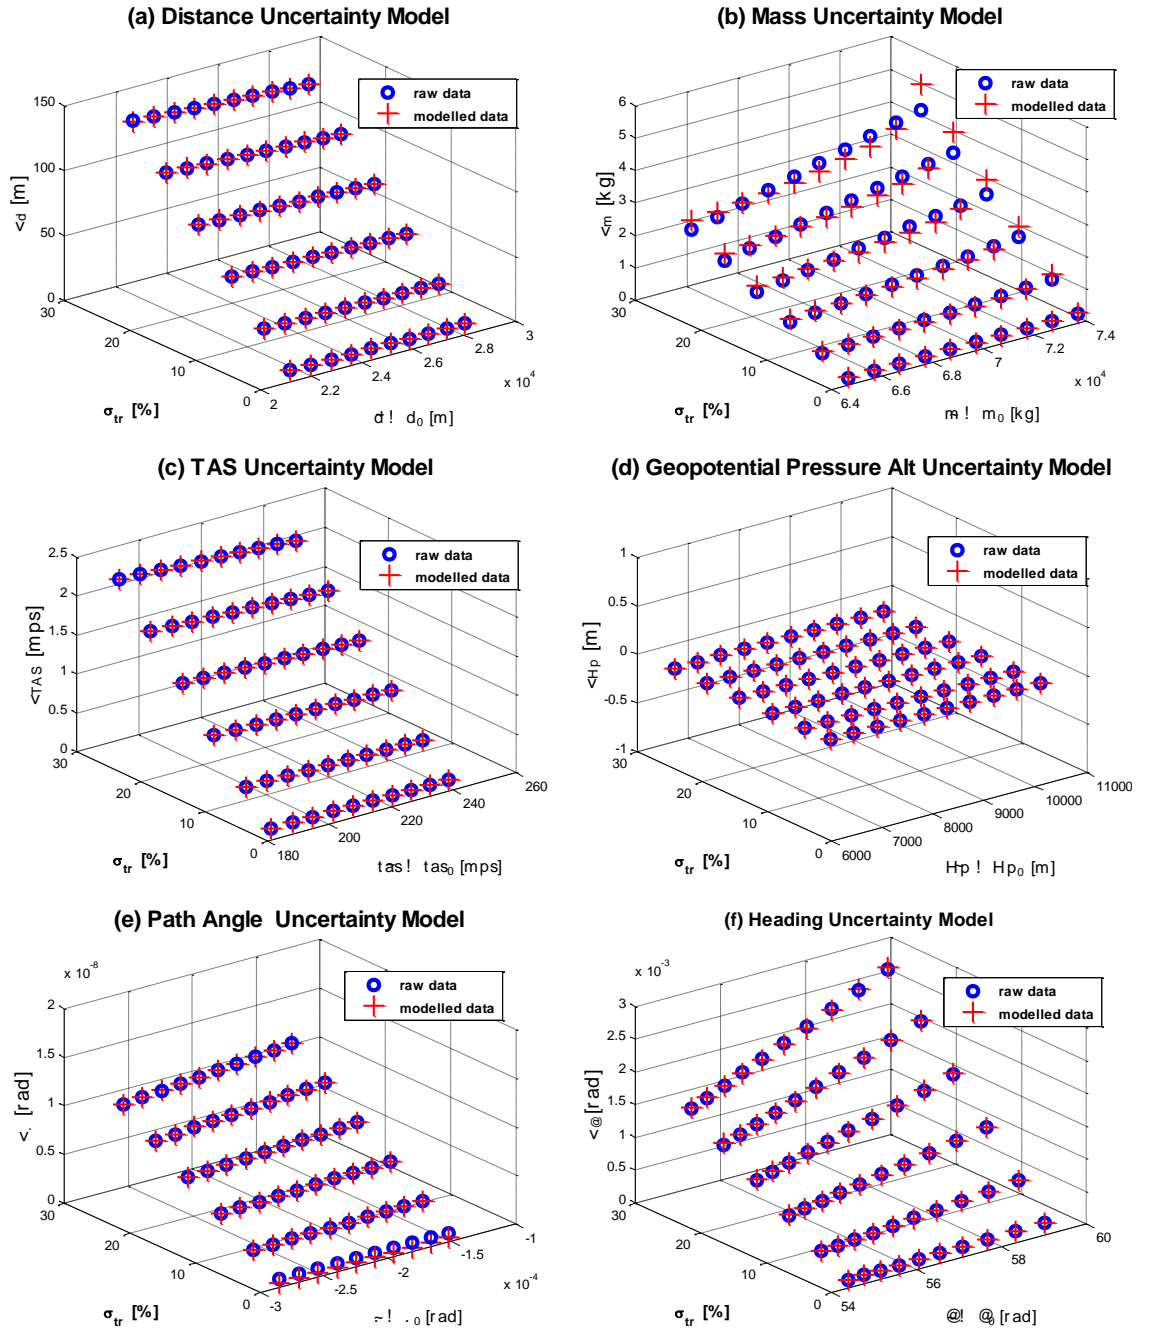 (a) Distance Uncertainty Model
raw data
modelled data
150
100
50
0
<d [m]
30
20
10
0
σtr [%]
2
2.2
2.4
2.6
2.8
3
x 10^4
d! d0 [m]
(b) Mass Uncertainty Model
raw data
modelled data
6
5
4
3
2
1
0
<m [kg]
30
20
10
0
σtr [%]
6.4
6.6
6.8
7
7.2
7.4
x 10^4
m! m0 [kg]
(c) TAS Uncertainty Model
raw data
modelled data
2.5
2
1.5
1
0.5
0
<TAS [mps]
30
20
10
0
σtr [%]
180
200
220
240
260
tas! tas0 [mps]
(d) Geopotential Pressure Alt Uncertainty Model
raw data
modelled data
1
0.5
0
-0.5
-1
<Hp [m]
30
20
10
0
σtr [%]
6000
7000
8000
9000
10000
11000
Hp! Hp0 [m]
(e) Path Angle Uncertainty Model
x 10^-8
raw data
modelled data
2
1.5
1
0.5
0
<. [rad]
30
20
10
0
σtr [%]
-3
-2.5
-2
-1.5
-1
x 10^-4
! .0 [rad]
(f) Heading Uncertainty Model
x 10^-3
raw data
modelled data
3
2.5
2
1.5
1
0.5
0
<@ [rad]
30
20
10
0
σtr [%]
54
56
58
60
@! @0 [rad]